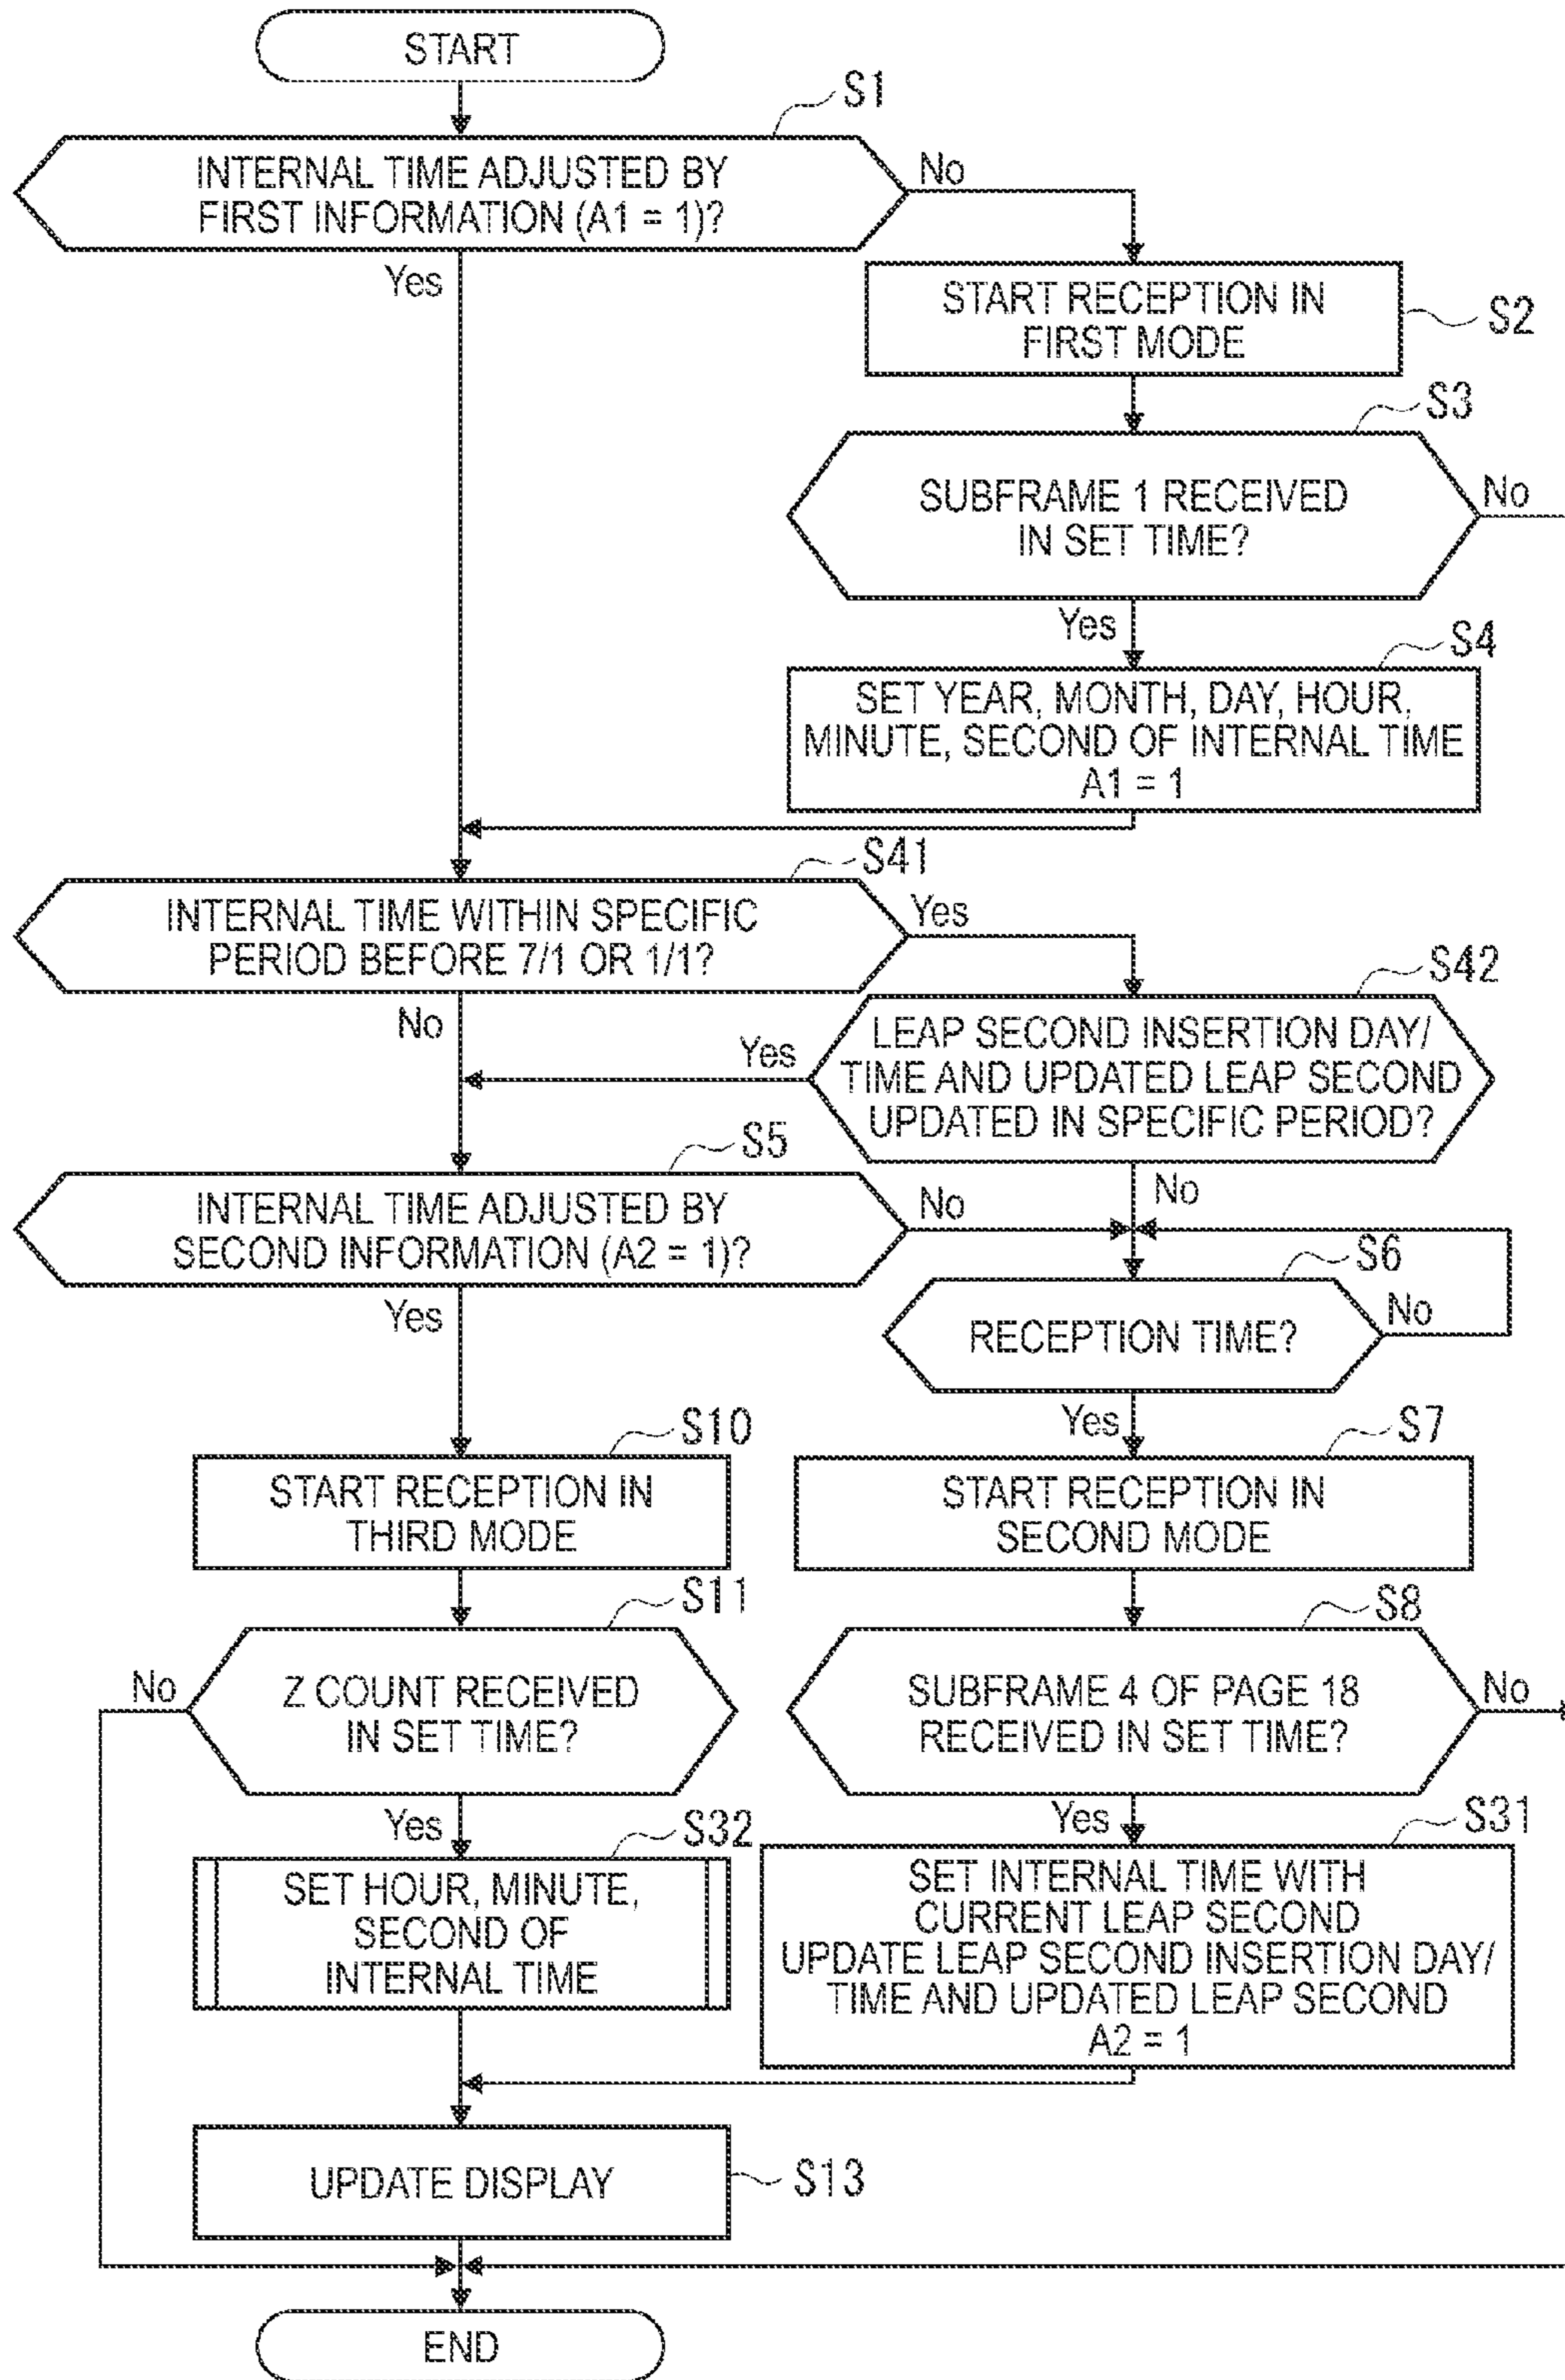 START
S1
INTERNAL TIME ADJUSTED BY
FIRST INFORMATION (A1 = 1)?
No
Yes
START RECEPTION IN
FIRST MODE
S2
S3
SUBFRAME 1 RECEIVED
IN SET TIME?
No
Yes
S4
SET YEAR, MONTH, DAY, HOUR,
MINUTE, SECOND OF INTERNAL TIME
A1 = 1
S41
INTERNAL TIME WITHIN SPECIFIC
PERIOD BEFORE 7/1 OR 1/1?
Yes
No
S42
LEAP SECOND INSERTION DAY/
TIME AND UPDATED LEAP SECOND
UPDATED IN SPECIFIC PERIOD?
Yes
No
S5
INTERNAL TIME ADJUSTED BY
SECOND INFORMATION (A2 = 1)?
No
Yes
S6
RECEPTION TIME?
No
Yes
S10
START RECEPTION IN
THIRD MODE
S7
START RECEPTION IN
SECOND MODE
S11
Z COUNT RECEIVED
IN SET TIME?
No
Yes
S8
SUBFRAME 4 OF PAGE 18
RECEIVED IN SET TIME?
No
Yes
S32
SET HOUR, MINUTE,
SECOND OF
INTERNAL TIME
S31
SET INTERNAL TIME WITH
CURRENT LEAP SECOND
UPDATE LEAP SECOND INSERTION DAY/
TIME AND UPDATED LEAP SECOND
A2 = 1
UPDATE DISPLAY
S13
END